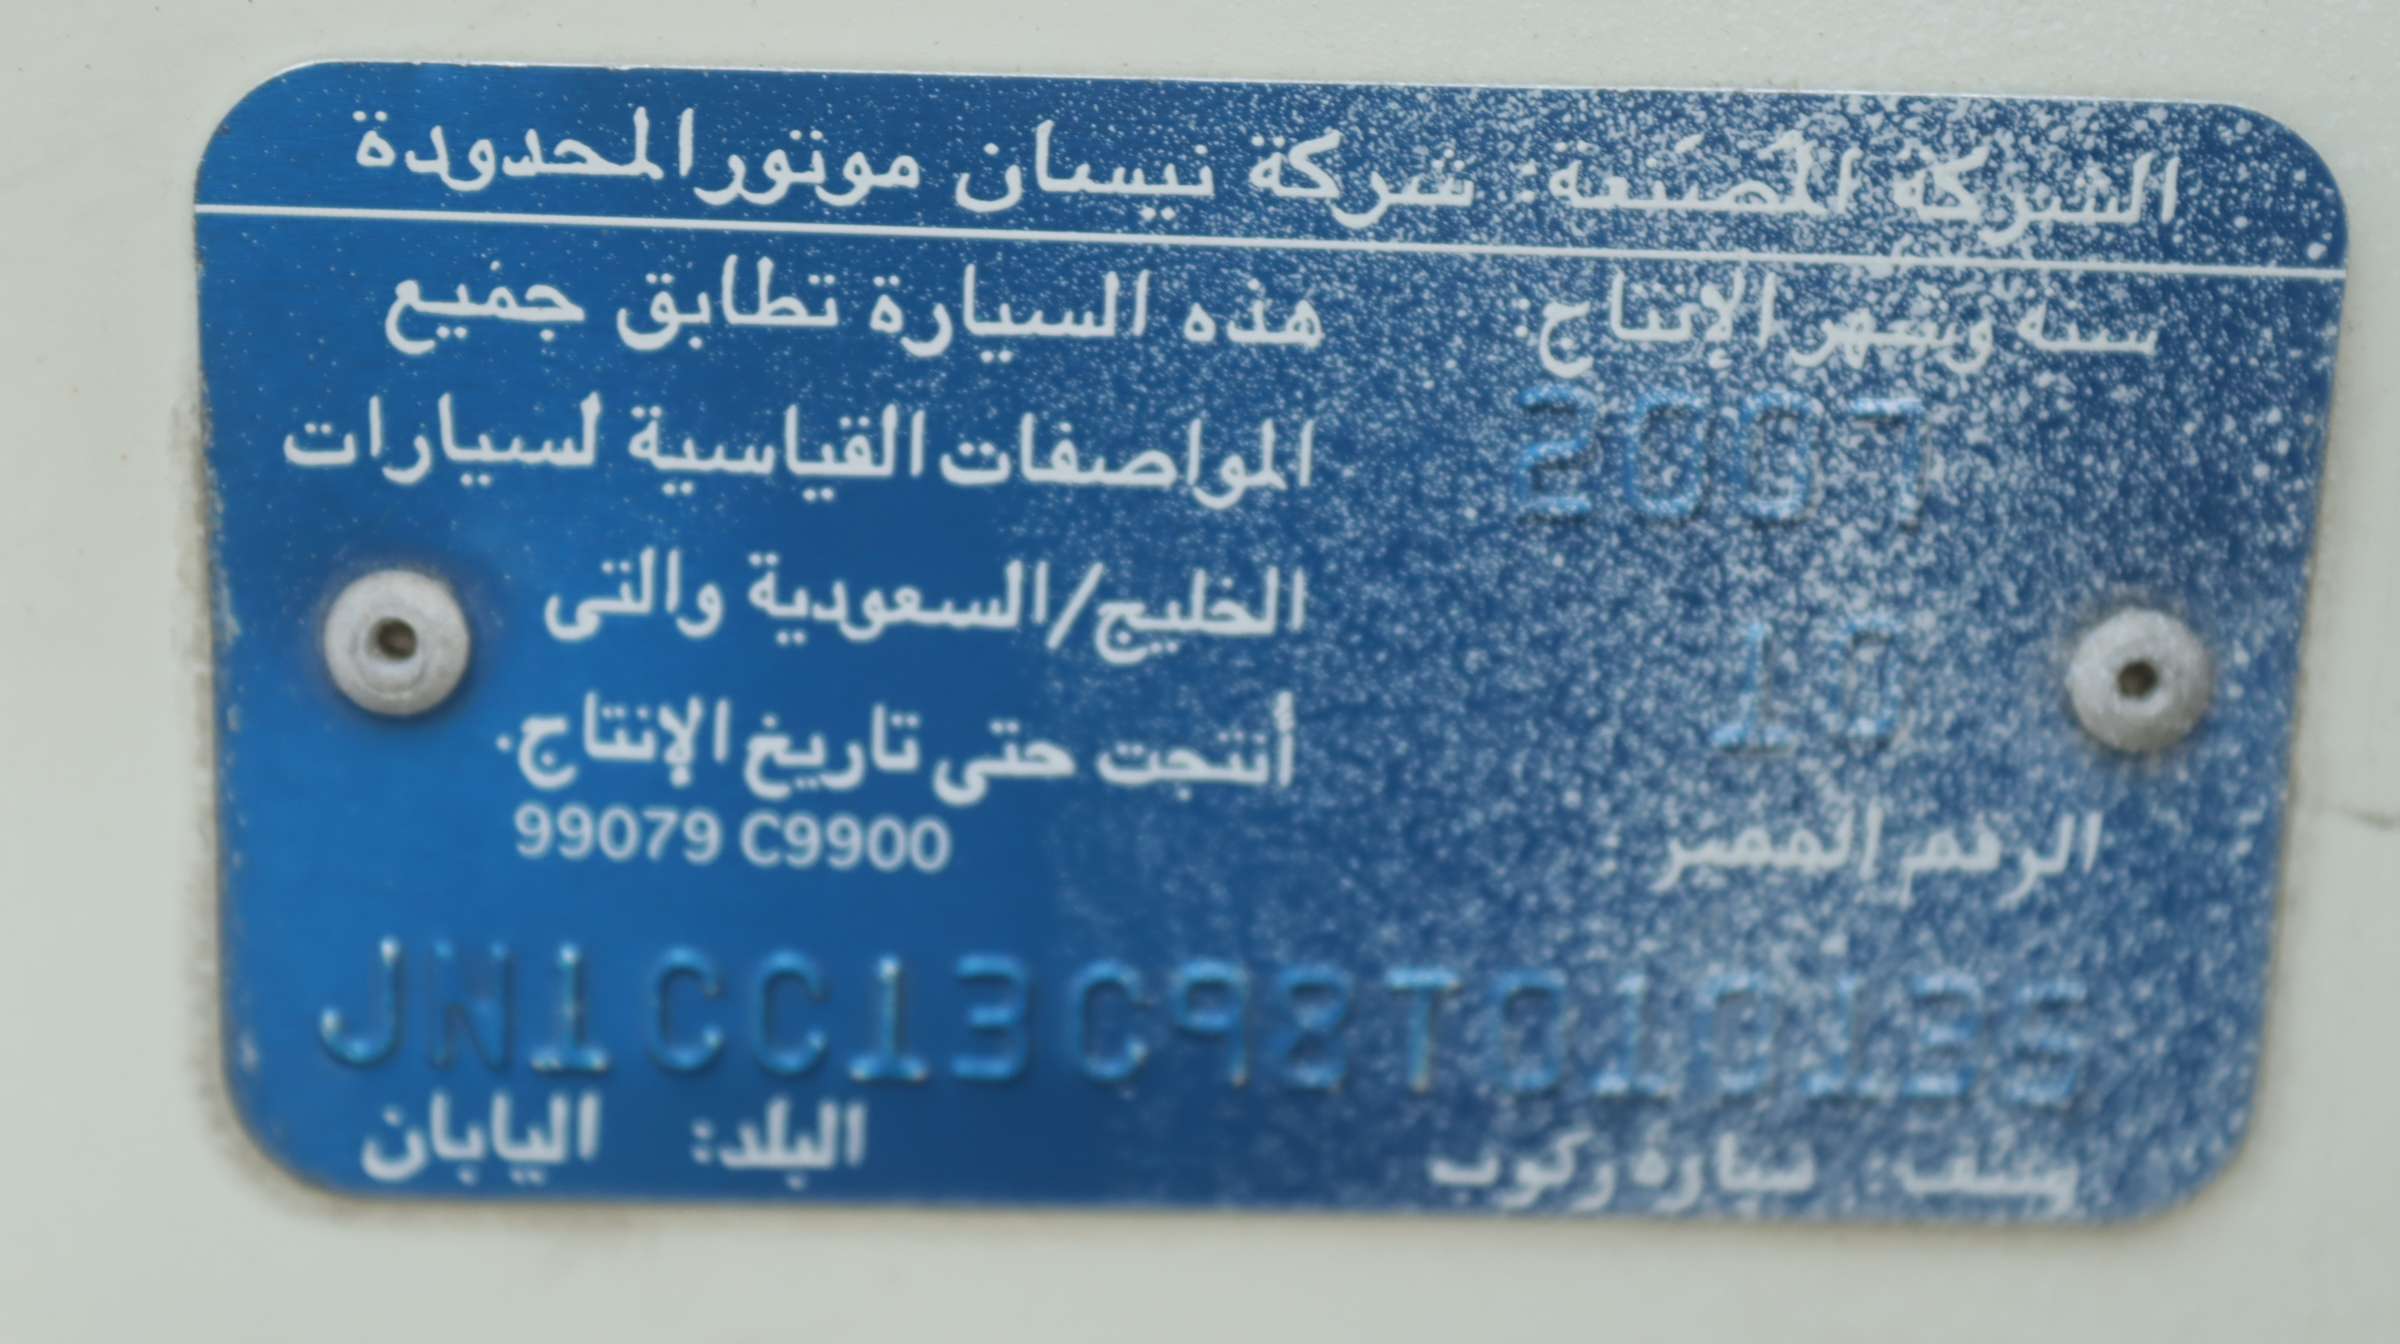 الشركة المصنعة: شركة نيسان موتور المحدودة
سنة وشهر الإنتاج:
2007
10
هذه السيارة تطابق جميع
المواصفات القياسية لسيارات
الخليج/السعودية والتى
أنتجت حتى تاريخ الإنتاج.
99079 C9900
الرقم المميز :
JN1CC13C98T010135
وصف: سيارة ركوب
البلد: اليابان